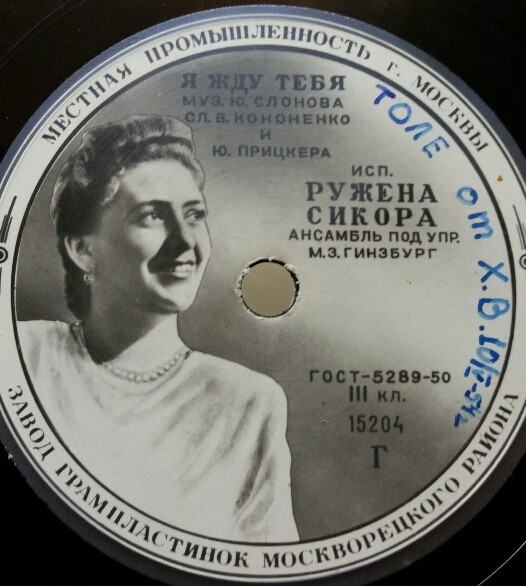 МЕСТНАЯ ПРОМЫШЛЕННОСТЬ г. МОСКВЫ
Я ЖДУ ТЕБЯ
МУЗ. Ю. СЛОНОВА
СЛ. В. КОНОНЕНКО
И
Ю. ПРИЦКЕРА
ИСП.
РУЖЕНА
СИКОРА
АНСАМБЛЬ ПОД УПР.
М.З. ГИНЗБУРГ
ТОЛЕ от Х.В.
ГОСТ-5289-50
III КЛ.
15204
Г
ЗАВОД ГРАМПЛАСТИНОК МОСКВОРЕЦКОГО РАЙОНА